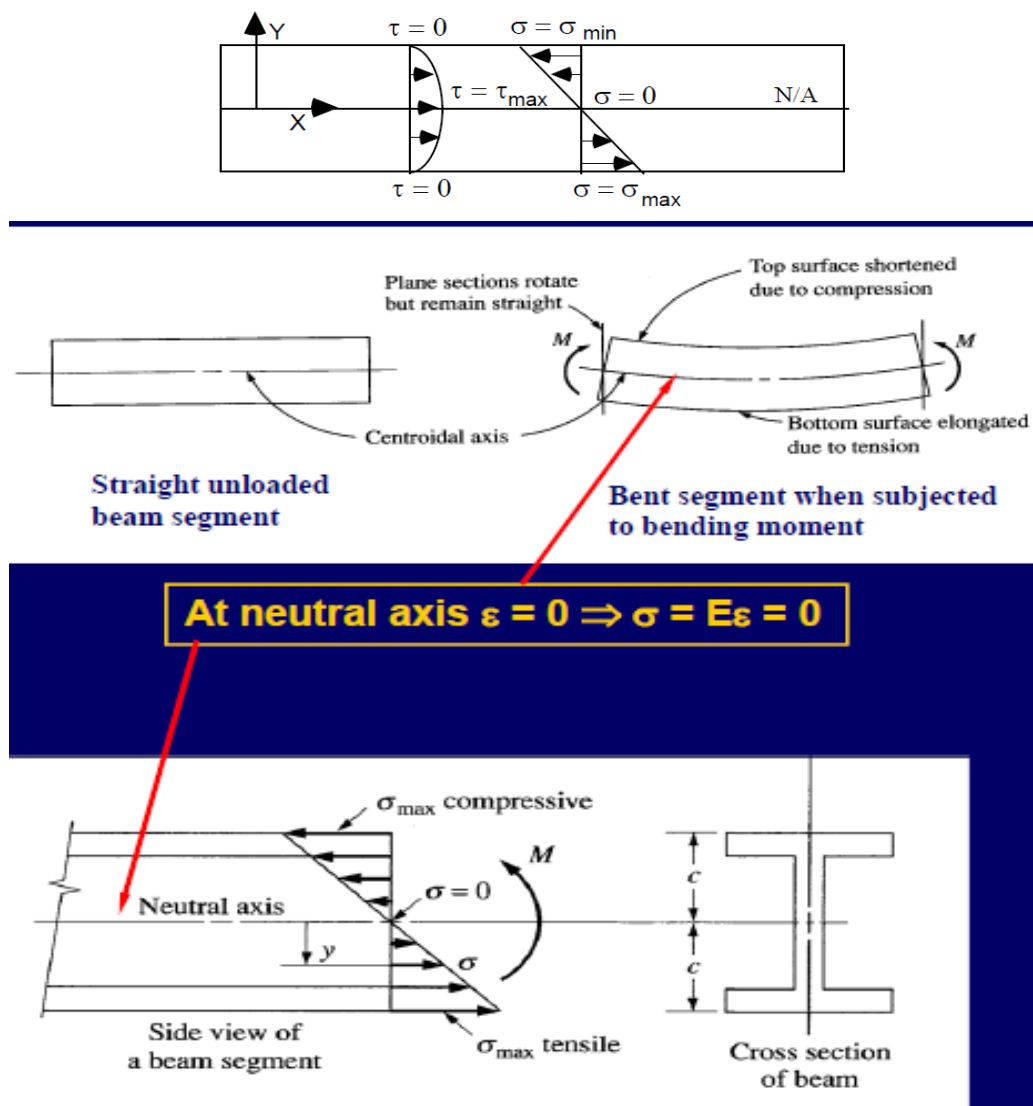 Y
τ = 0
σ = σ min
X
τ = τmax
σ = 0
N/A
τ = 0
σ = σmax
Plane sections rotate
but remain straight
Top surface shortened
due to compression
M
M
Centroidal axis
Bottom surface elongated
due to tension
Straight unloaded
beam segment
Bent segment when subjected
to bending moment
At neutral axis ε = 0 ⇒ σ = Eε = 0
σmax compressive
M
σ = 0
Neutral axis
y
σ
c
c
Side view of
a beam segment
σmax tensile
Cross section
of beam